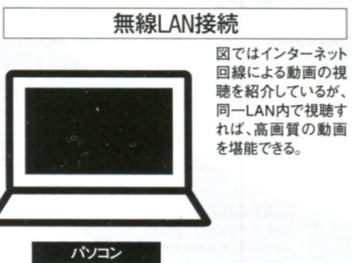 無線LAN接続
図ではインターネット
回線による動画の視
聴を紹介しているが、
同一LAN内で視聴す
れば、高画質の動画
を堪能できる。
パソコン